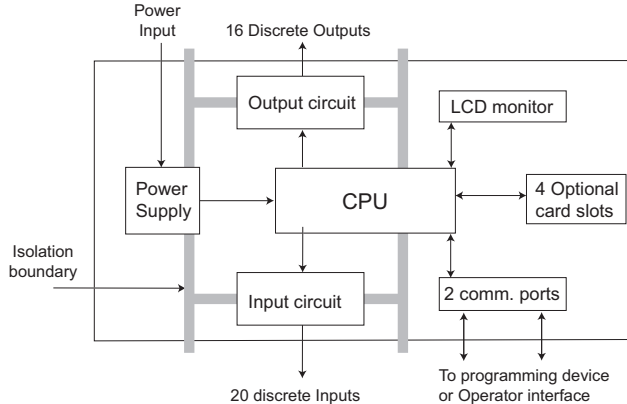 Power
Input
16 Discrete Outputs
Output circuit
LCD monitor
Power
Supply
CPU
4 Optional
card slots
Isolation
boundary
Input circuit
2 comm. ports
20 discrete Inputs
To programming device
or Operator interface